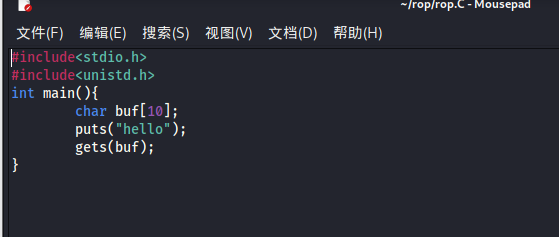 ~/rop/rop.C - Mousepad
文件(F) 编辑(E) 搜索(S) 视图(V) 文档(D) 帮助(H)
#include<stdio.h>
#include<unistd.h>
int main(){
        char buf[10];
        puts("hello");
        gets(buf);
}